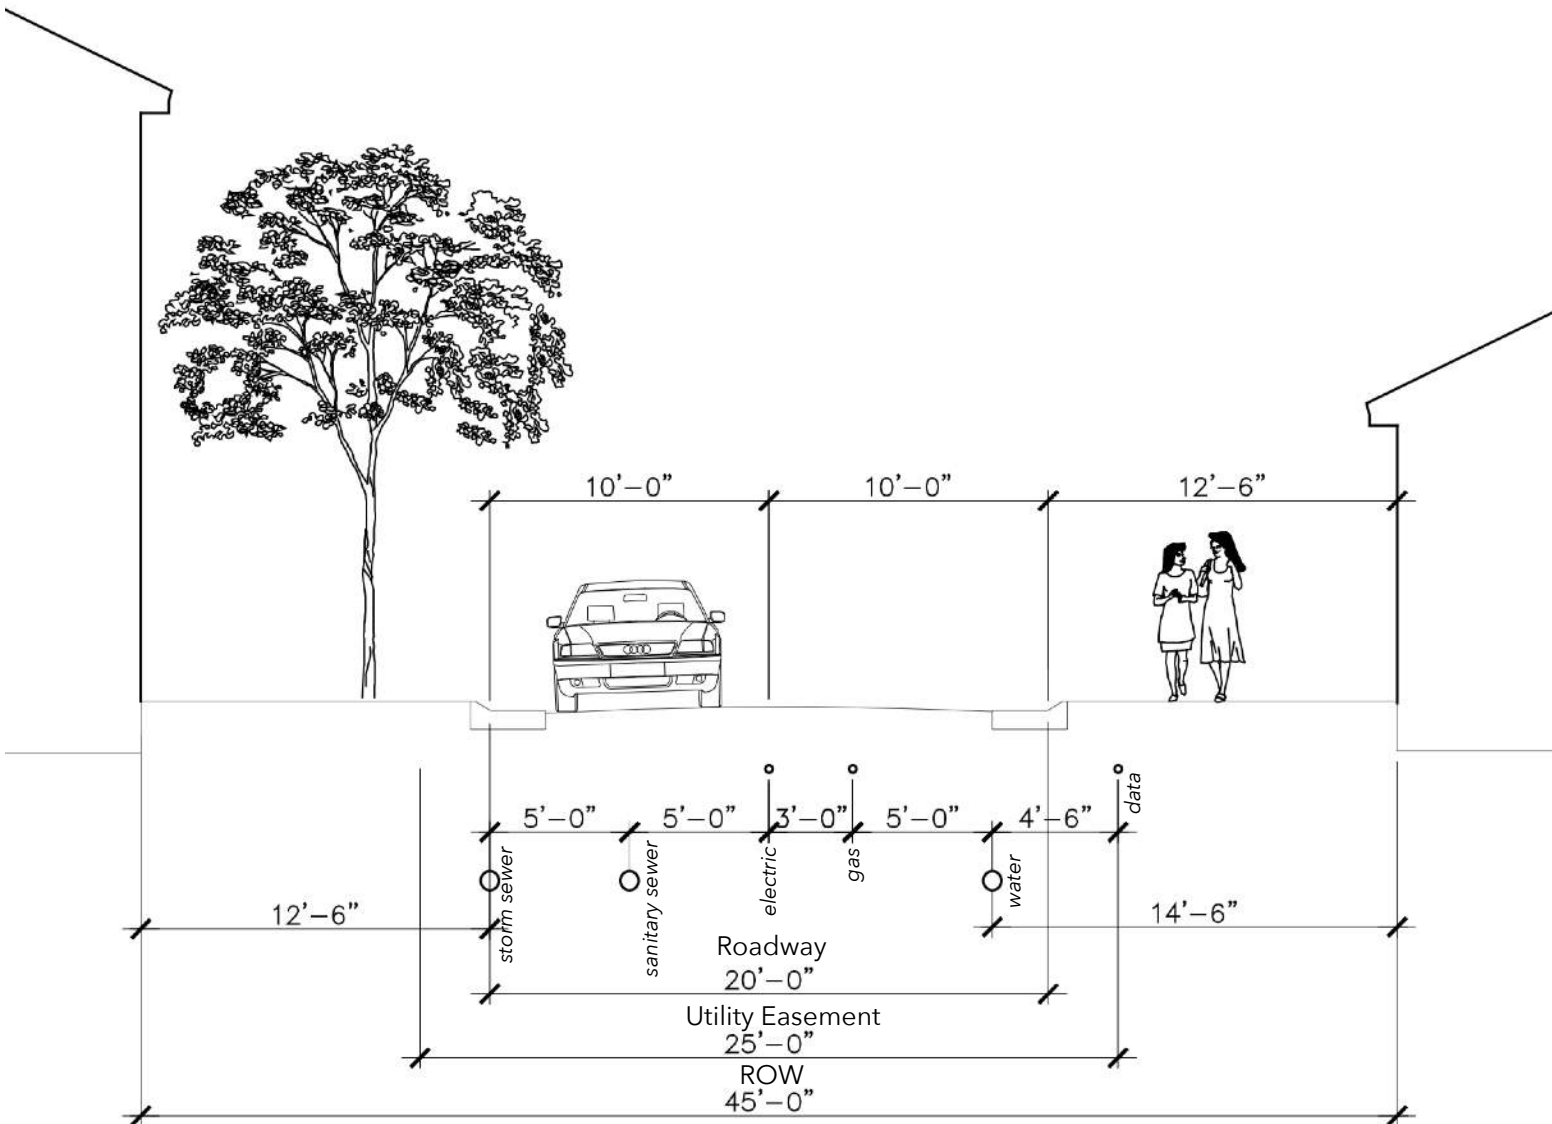 10'-0"
10'-0"
12'-6"
5'-0"
5'-0"
3'-0"
5'-0"
4'-6"
data
storm sewer
sanitary sewer
electric
gas
water
12'-6"
14'-6"
Roadway
20'-0"
Utility Easement
25'-0"
ROW
45'-0"